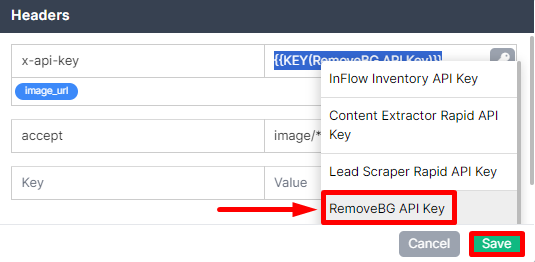 Headers
x-api-key
{{KEY(RemoveBG API Key)}}
image_url
InFlow Inventory API Key
Content Extractor Rapid API
Key
accept
image/*
Lead Scraper Rapid API Key
Key
Value
RemoveBG API Key
Cancel
Save